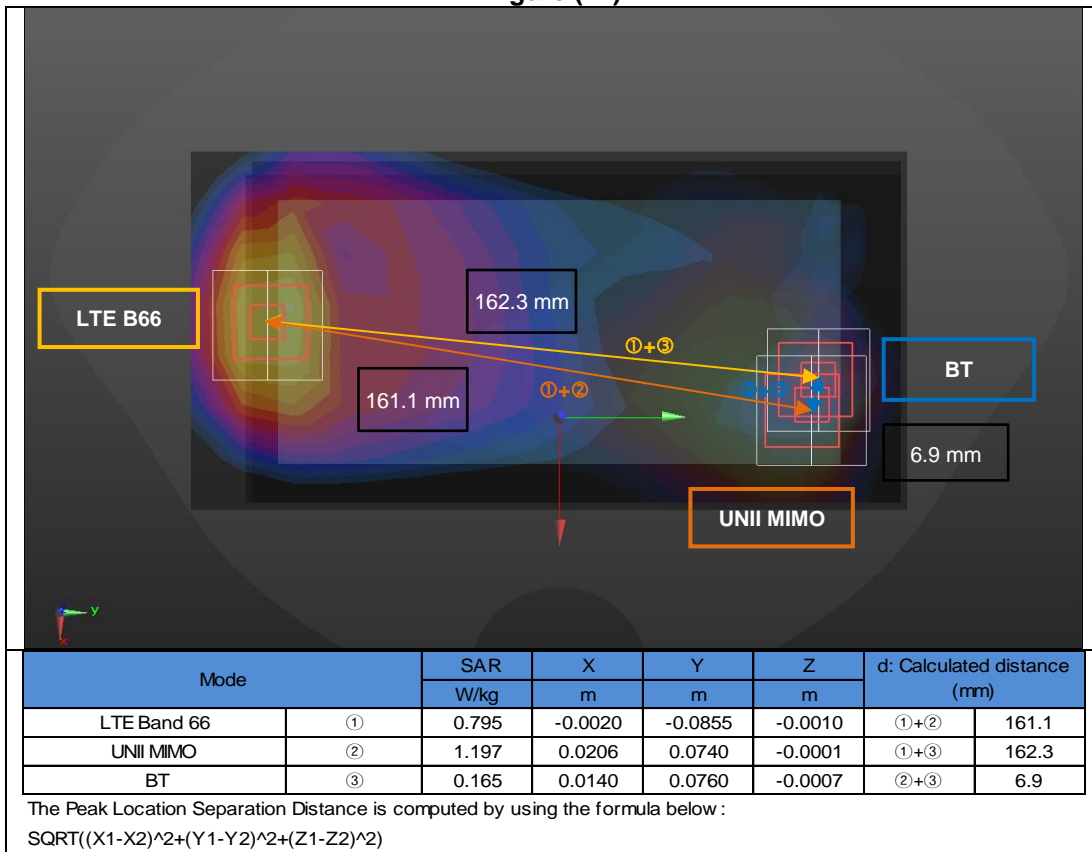 LTE B66
162.3 mm
①+③
BT
①+②
161.1 mm
②+③
6.9 mm
UNII MIMO
y
x
Mode SAR X Y Z d: Calculated distance (mm)
W/kg m m m
LTE Band 66 ① 0.795 -0.0020 -0.0855 -0.0010 ①+② 161.1
UNII MIMO ② 1.197 0.0206 0.0740 -0.0001 ①+③ 162.3
BT ③ 0.165 0.0140 0.0760 -0.0007 ②+③ 6.9
The Peak Location Separation Distance is computed by using the formula below :
SQRT((X1-X2)^2+(Y1-Y2)^2+(Z1-Z2)^2)